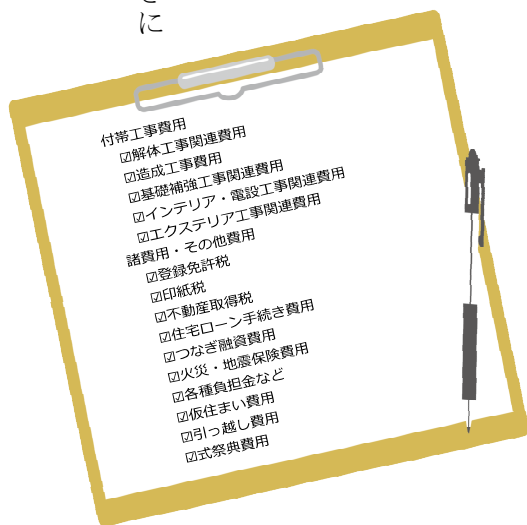 に
付帯工事費用
☑解体工事関連費用
☑造成工事費用
☑基礎補強工事関連費用
☑インテリア・電設工事関連費用
☑エクステリア工事関連費用
諸費用・その他費用
☑登録免許税
☑印紙税
☑不動産取得税
☑住宅ローン手続き費用
☑つなぎ融資費用
☑火災・地震保険費用
☑各種負担金など
☑仮住まい費用
☑引っ越し費用
☑式祭典費用